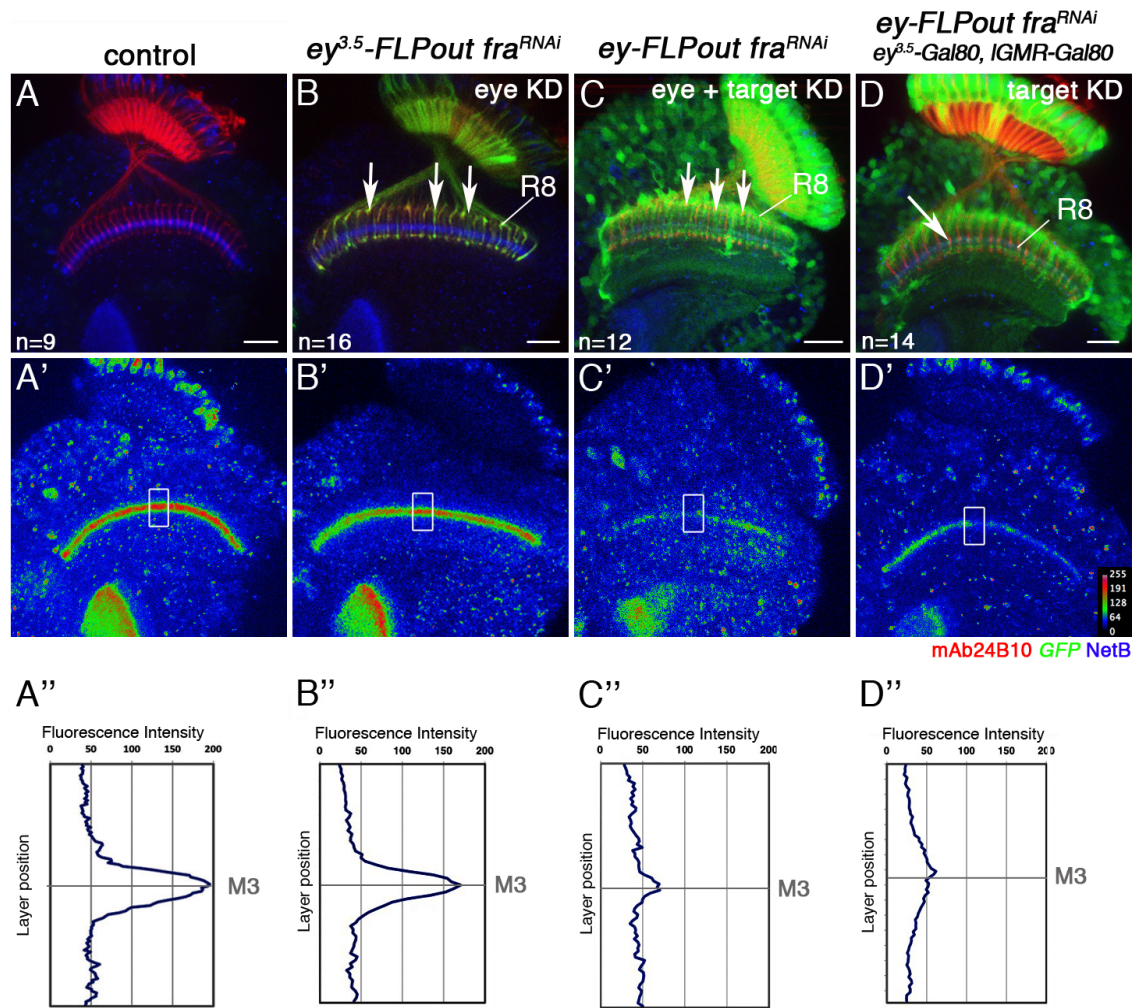 control
ey3.5-FLPout fraRNAi
ey-FLPout fraRNAi
ey-FLPout fraRNAi
ey3.5-Gal80, lGMR-Gal80
A
B
eye KD
R8
C
eye + target KD
R8
D
target KD
R8
n=9
n=16
n=12
n=14
A'
B'
C'
D'
255
191
128
64
0
mAb24B10 GFP NetB
A''
B''
C''
D''
Fluorescence Intensity
0 50 100 150 200
Layer position
M3
Fluorescence Intensity
0 50 100 150 200
Layer position
M3
Fluorescence Intensity
0 50 100 150 200
Layer position
M3
Fluorescence Intensity
0 50 100 150 20
Layer position
M3